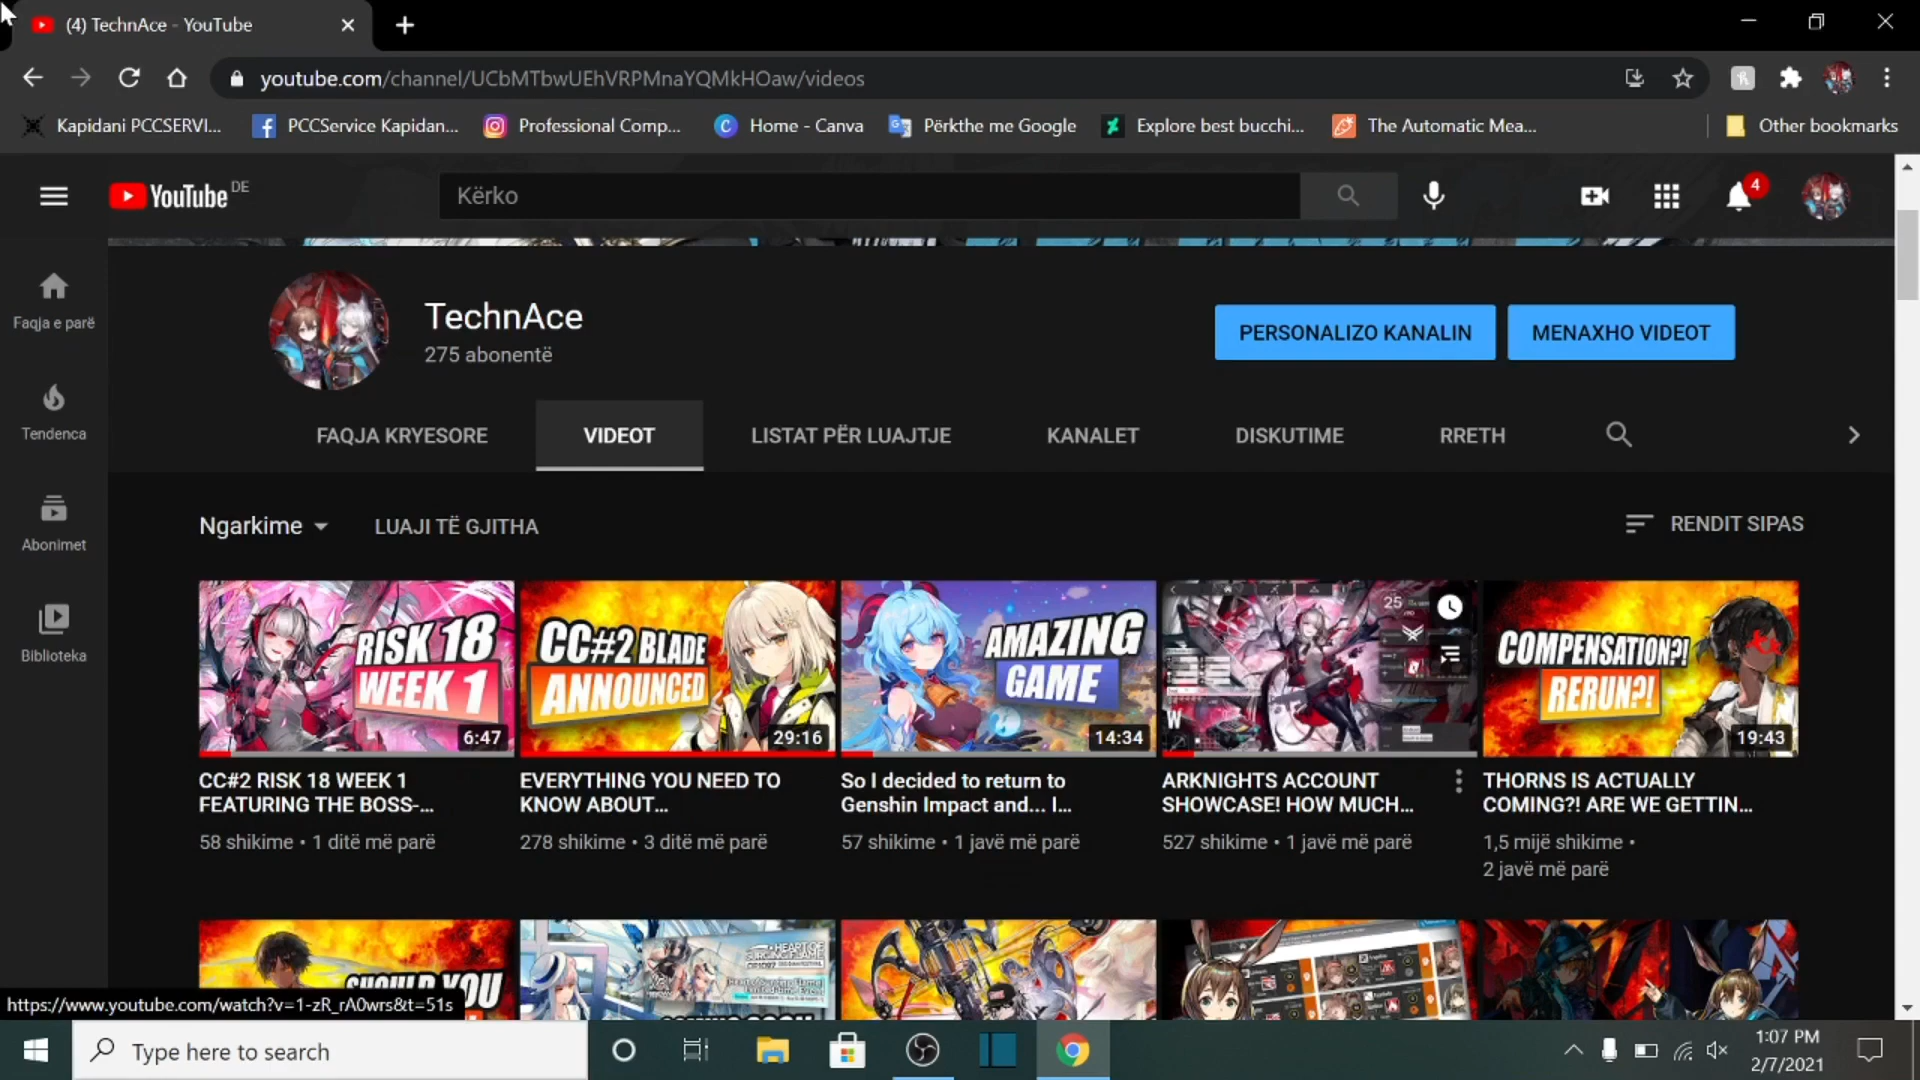 (4) TechnAce - YouTube
youtube.com/channel/UCbMTbwUEhVRPMnaYQMkHOaw/videos
Kapidani PCCSERVI...
PCCService Kapidan...
Professional Comp...
Home - Canva
Përkthe me Google
Explore best bucchi...
The Automatic Mea...
Other bookmarks
YouTube DE
Kërko
4
TechnAce
275 abonentë
PERSONALIZO KANALIN
MENAXHO VIDEOT
Faqja e parë
Tendenca
Abonimet
Biblioteka
FAQJA KRYESORE
VIDEOT
LISTAT PËR LUAJTJE
KANALET
DISKUTIME
RRETH
Ngarkime
LUAJI TË GJITHA
RENDIT SIPAS
RISK 18
WEEK 1
6:47
CC#2 BLADE
ANNOUNCED
29:16
AMAZING
GAME
14:34
25
W
COMPENSATION?!
RERUN?!
19:43
CC#2 RISK 18 WEEK 1
FEATURING THE BOSS-...
58 shikime • 1 ditë më parë
EVERYTHING YOU NEED TO
KNOW ABOUT...
278 shikime • 3 ditë më parë
So I decided to return to
Genshin Impact and... I...
57 shikime • 1 javë më parë
ARKNIGHTS ACCOUNT
SHOWCASE! HOW MUCH...
527 shikime • 1 javë më parë
THORNS IS ACTUALLY
COMING?! ARE WE GETTIN...
1,5 mijë shikime •
2 javë më parë
SHOULD YOU
HEART OF
SURGING FLAME
https://www.youtube.com/watch?v=1-zR_rA0wrs&t=51s
Type here to search
1:07 PM
2/7/2021